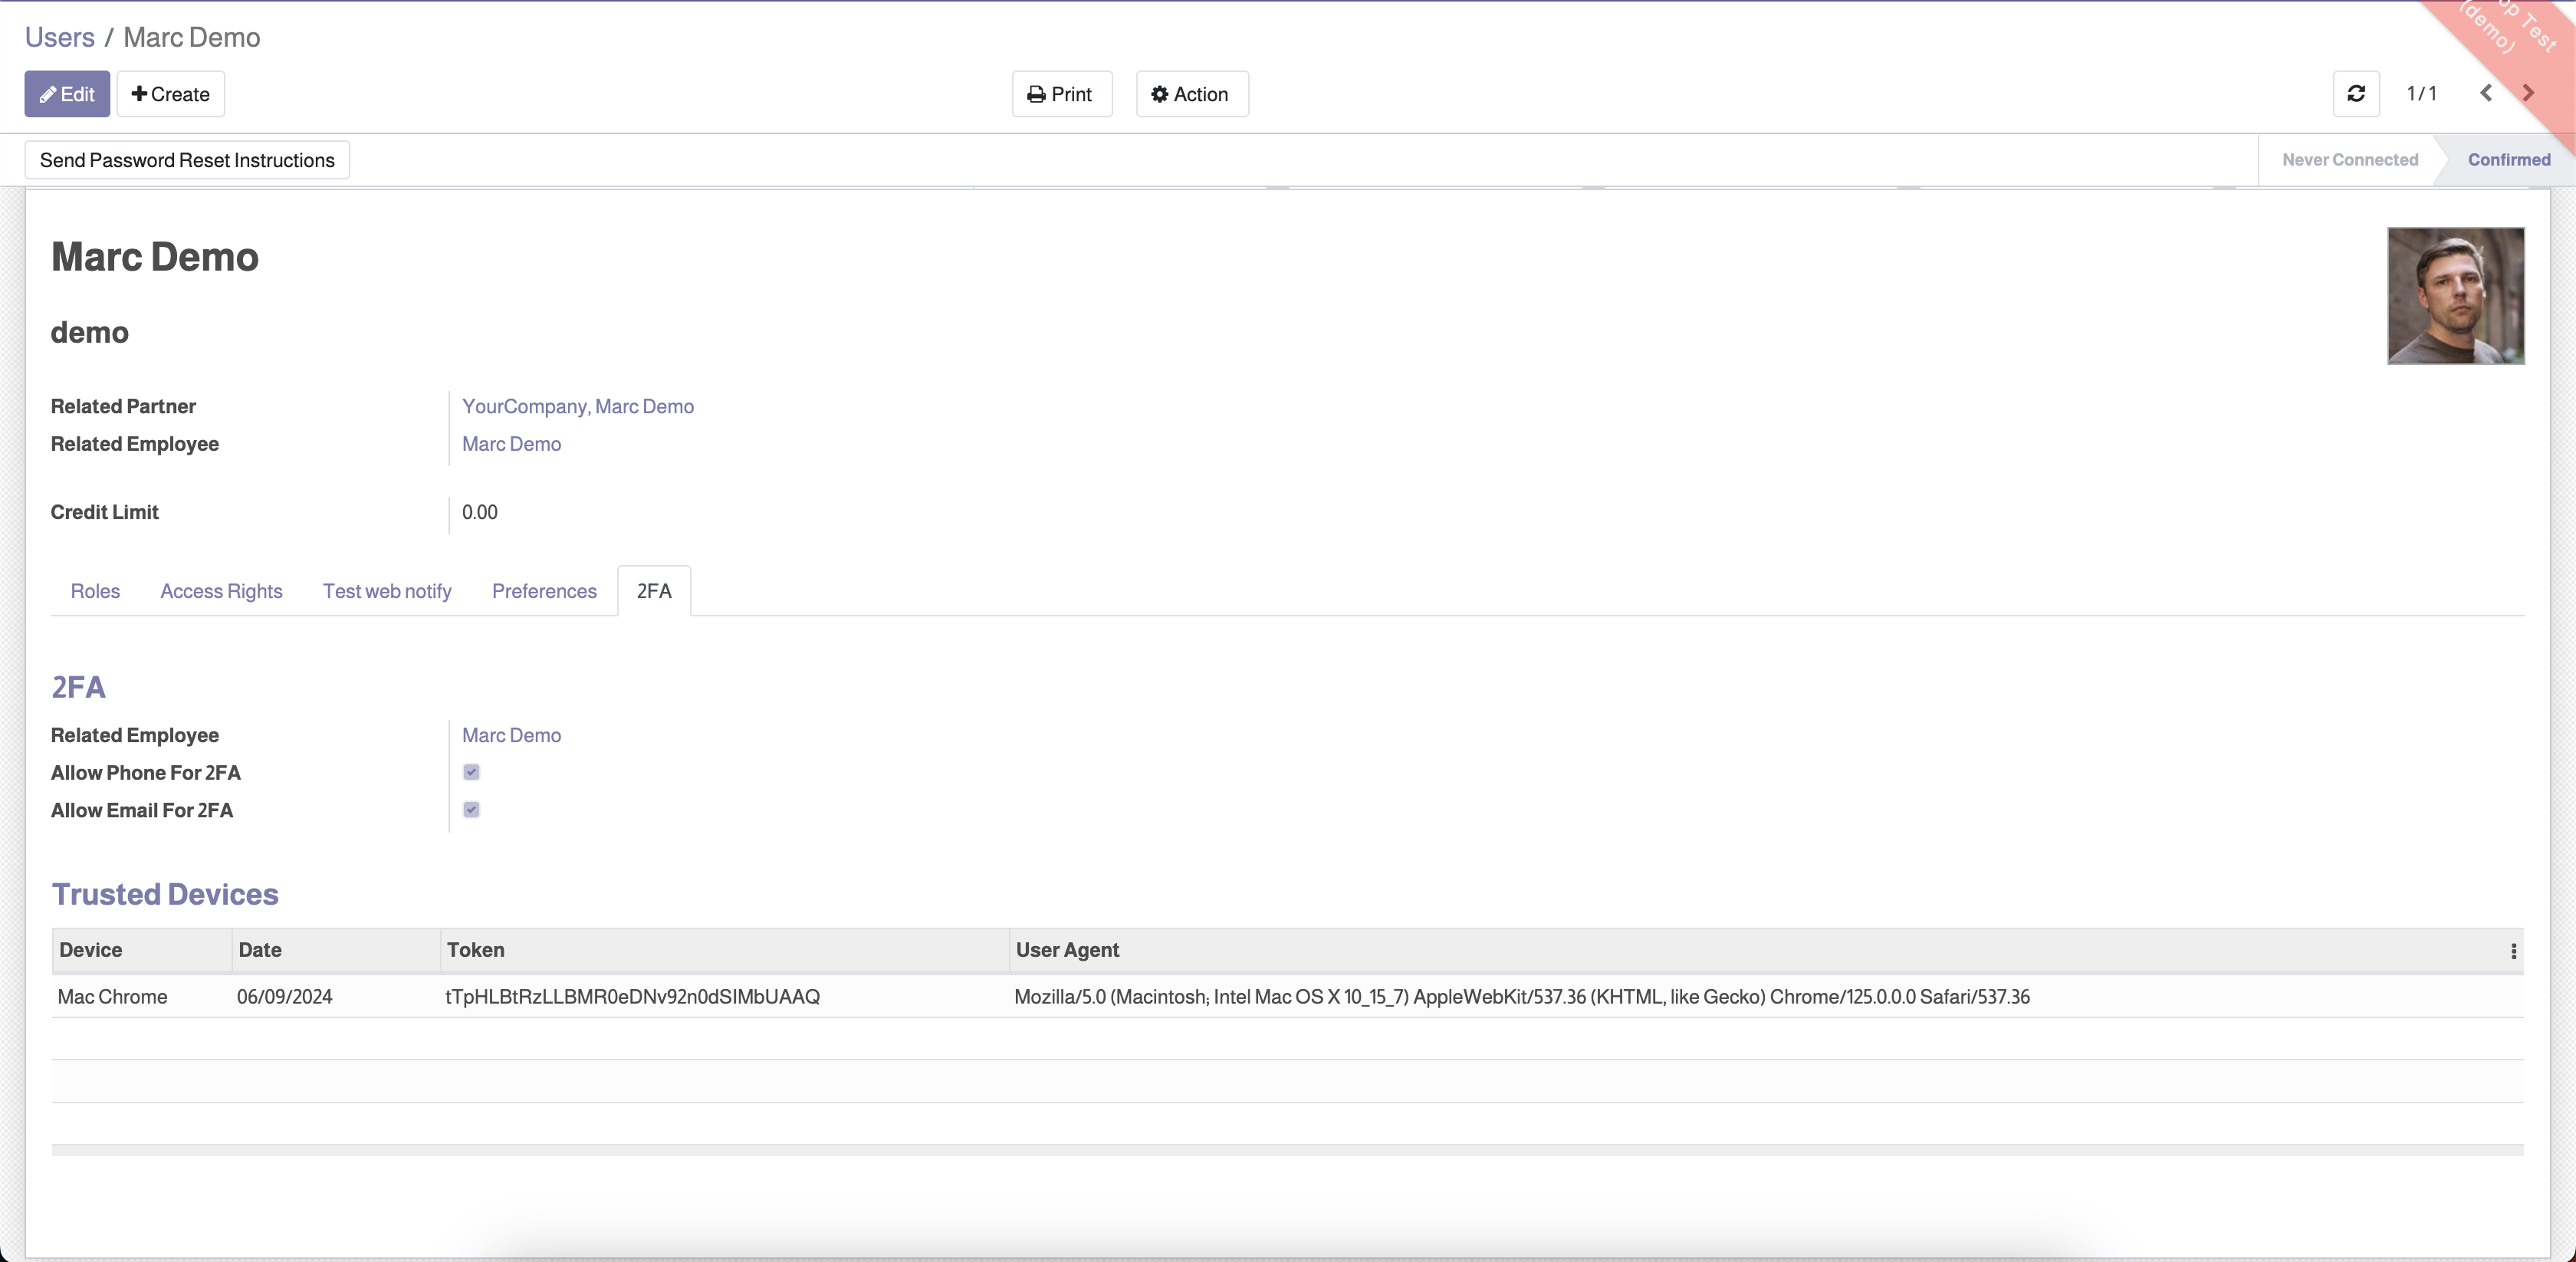 Users / Marc Demo
Edit
Create
Print
Action
1 / 1
op Test
(demo)
Send Password Reset Instructions
Never Connected
Confirmed
Marc Demo
demo
Related Partner YourCompany, Marc Demo
Related Employee Marc Demo
Credit Limit 0.00
Roles Access Rights Test web notify Preferences 2FA
2FA
Related Employee Marc Demo
Allow Phone For 2FA
Allow Email For 2FA
Trusted Devices
Device Date Token User Agent
Mac Chrome 06/09/2024 tTpHLBtRzLLBMR0eDNv92n0dSIMbUAAQ Mozilla/5.0 (Macintosh; Intel Mac OS X 10_15_7) AppleWebKit/537.36 (KHTML, like Gecko) Chrome/125.0.0.0 Safari/537.36